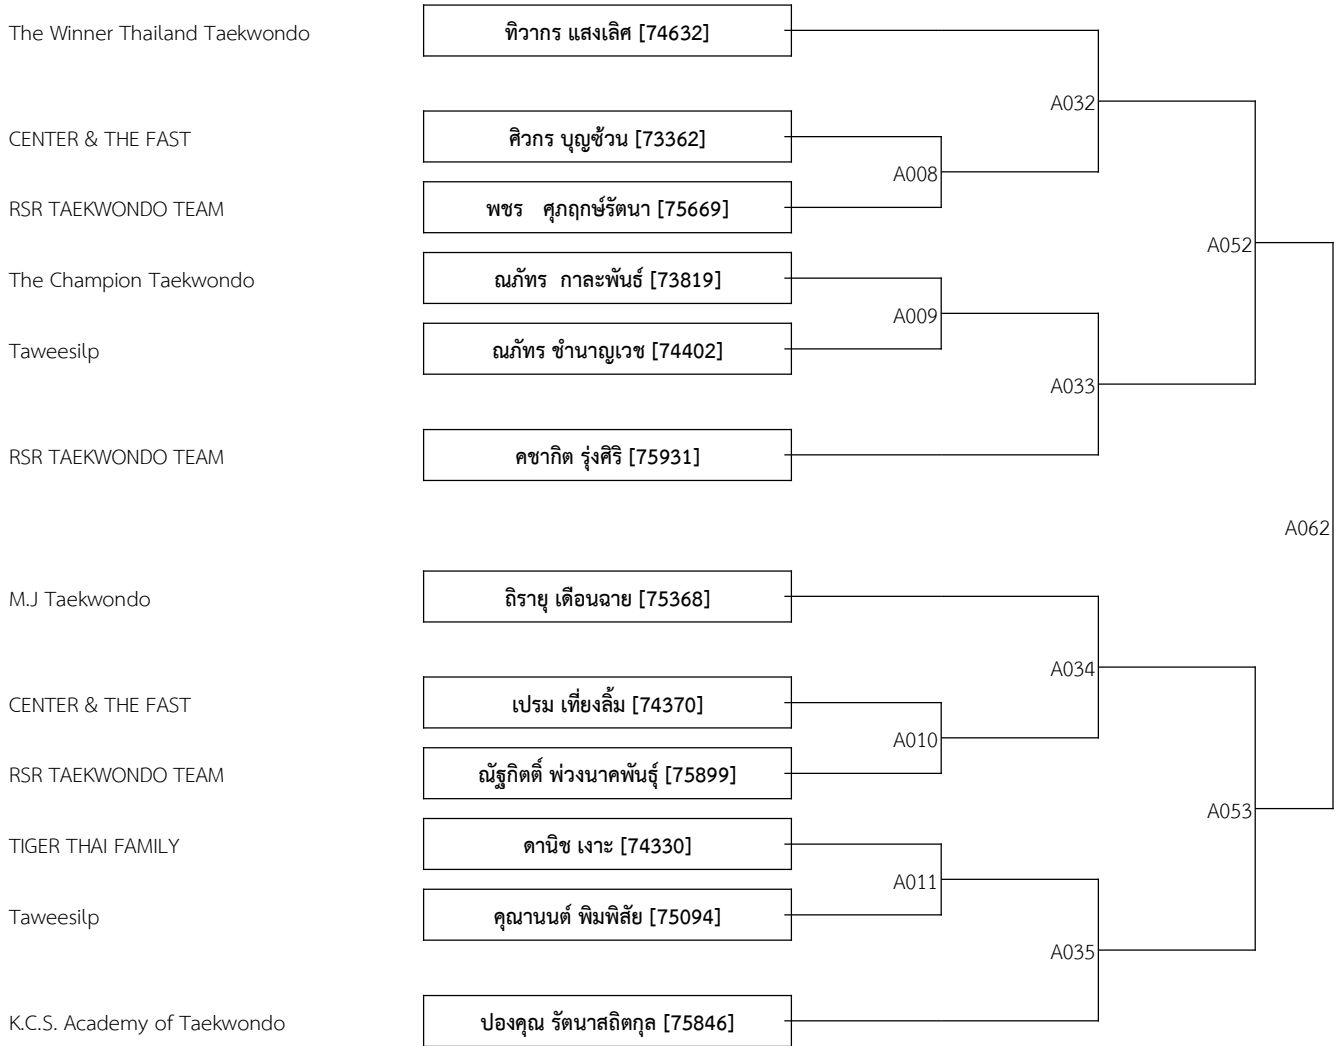 The Winner Thailand Taekwondo ทิวากร แสงเลิศ [74632]
A032
CENTER & THE FAST ศิวกร บุญช้วน [73362]
A008
RSR TAEKWONDO TEAM พชร ศุภฤกษ์รัตนา [75669]
A052
The Champion Taekwondo ณภัทร กาละพันธ์ [73819]
A009
Taweesilp ณภัทร ชำนาญเวช [74402]
A033
RSR TAEKWONDO TEAM คชากิต รุ่งศิริ [75931]
A062
M.J Taekwondo ถิรายุ เดือนฉาย [75368]
A034
CENTER & THE FAST เปรม เที่ยงลิ้ม [74370]
A010
RSR TAEKWONDO TEAM ณัฐกิตติ์ พ่วงนาคพันธุ์ [75899]
A053
TIGER THAI FAMILY ดานิช เงาะ [74330]
A011
Taweesilp คุณานนต์ พิมพิสัย [75094]
A035
K.C.S. Academy of Taekwondo ปองคุณ รัตนาสถิตกุล [75846]